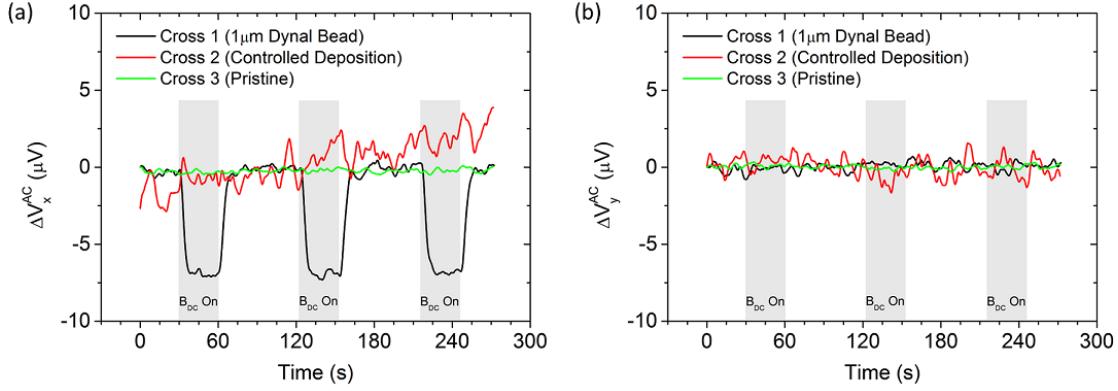 (a)
10
5
0
-5
-10
ΔV_x^AC (μV)
Cross 1 (1μm Dynal Bead)
Cross 2 (Controlled Deposition)
Cross 3 (Pristine)
B_DC On
B_DC On
B_DC On
0
60
120
180
240
300
Time (s)
(b)
10
5
0
-5
-10
ΔV_y^AC (μV)
Cross 1 (1μm Dynal Bead)
Cross 2 (Controlled Deposition)
Cross 3 (Pristine)
B_DC On
B_DC On
B_DC On
0
60
120
180
240
300
Time (s)